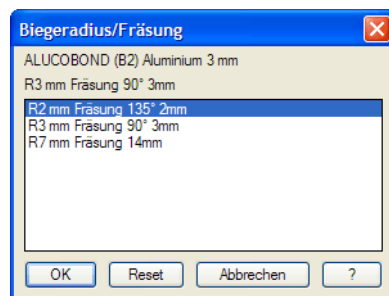 Biegeradius/Fräsung
ALUCOBOND (B2) Aluminium 3 mm
R3 mm Fräsung 90° 3mm
R2 mm Fräsung 135° 2mm
R3 mm Fräsung 90° 3mm
R7 mm Fräsung 14mm
OK Reset Abbrechen ?